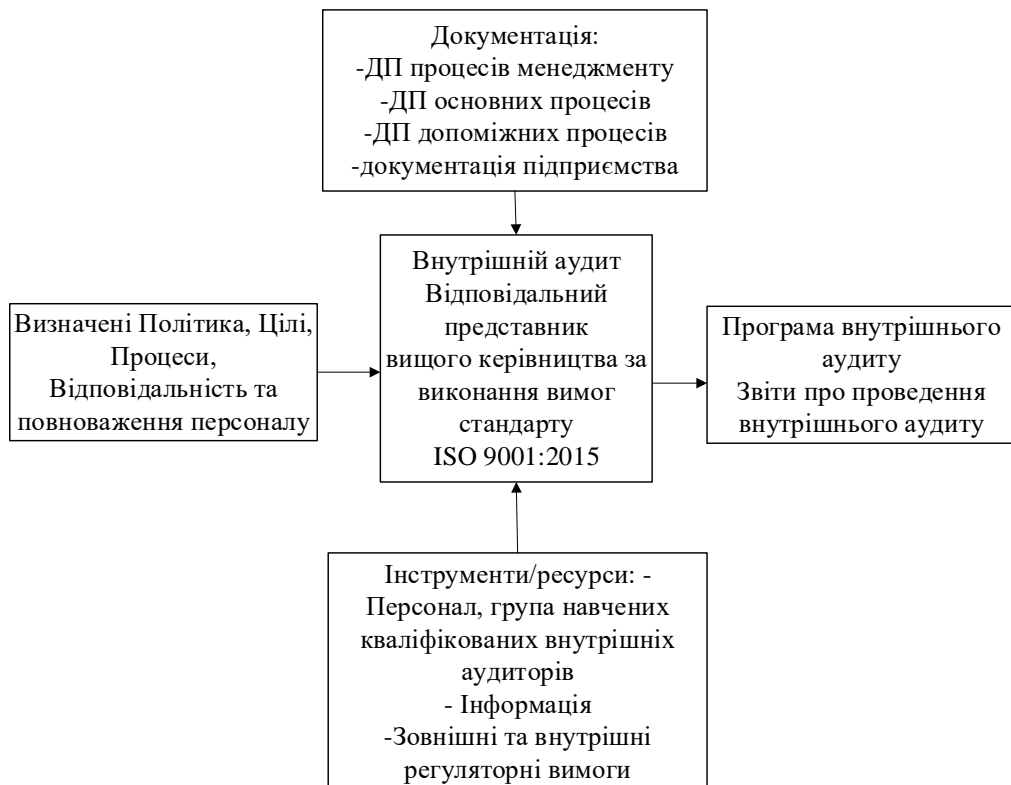 Документація:
-ДП процесів менеджменту
-ДП основних процесів
-ДП допоміжних процесів
-документація підприємства
Визначені Політика, Цілі,
Процеси,
Відповідальність та
повноваження персоналу
Внутрішній аудит
Відповідальний
представник
вищого керівництва за
виконання вимог
стандарту
ISO 9001:2015
Програма внутрішнього
аудиту
Звіти про проведення
внутрішнього аудиту
Інструменти/ресурси: -
Персонал, група навчених
кваліфікованих внутрішніх
аудиторів
- Інформація
-Зовнішні та внутрішні
регуляторні вимоги